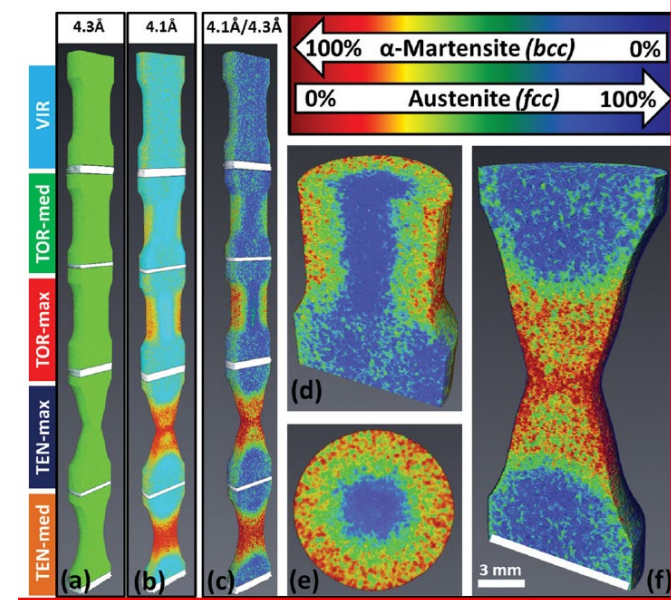 4.3Å
4.1Å
4.1Å/4.3Å
100% α-Martensite (bcc) 0%
0% Austenite (fcc) 100%
VIR
TOR-med
TOR-max
TEN-max
TEN-med
(a)
(b)
(c)
(d)
(e)
3 mm
(f)